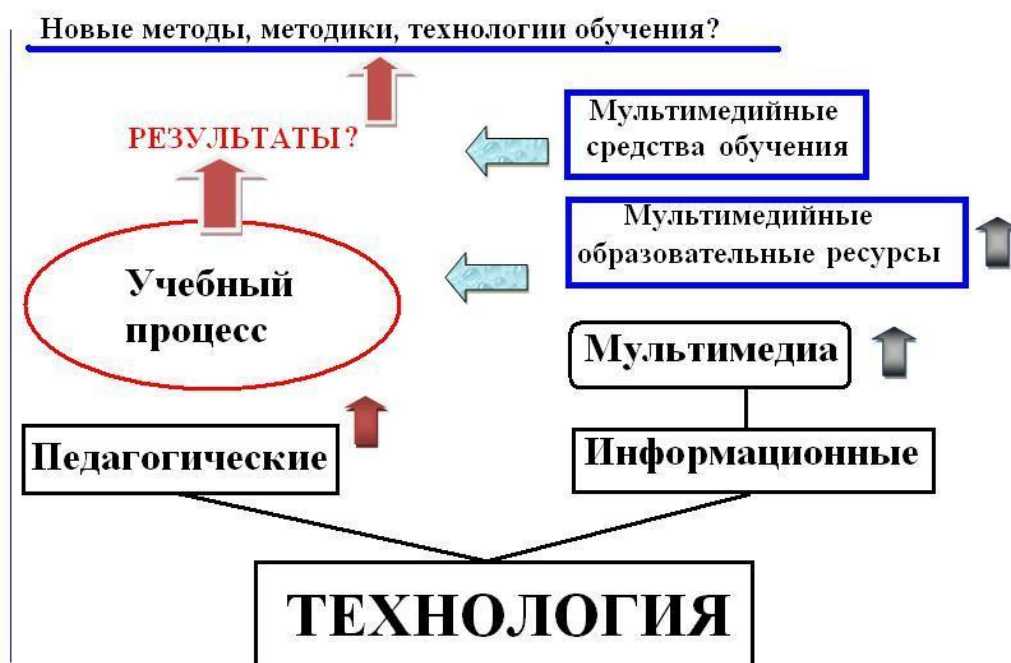 Новые методы, методики, технологии обучения?
РЕЗУЛЬТАТЫ?
Мультимедийные
средства обучения
Мультимедийные
образовательные ресурсы
Учебный
процесс
Мультимедиа
Педагогические
Информационные
ТЕХНОЛОГИЯ